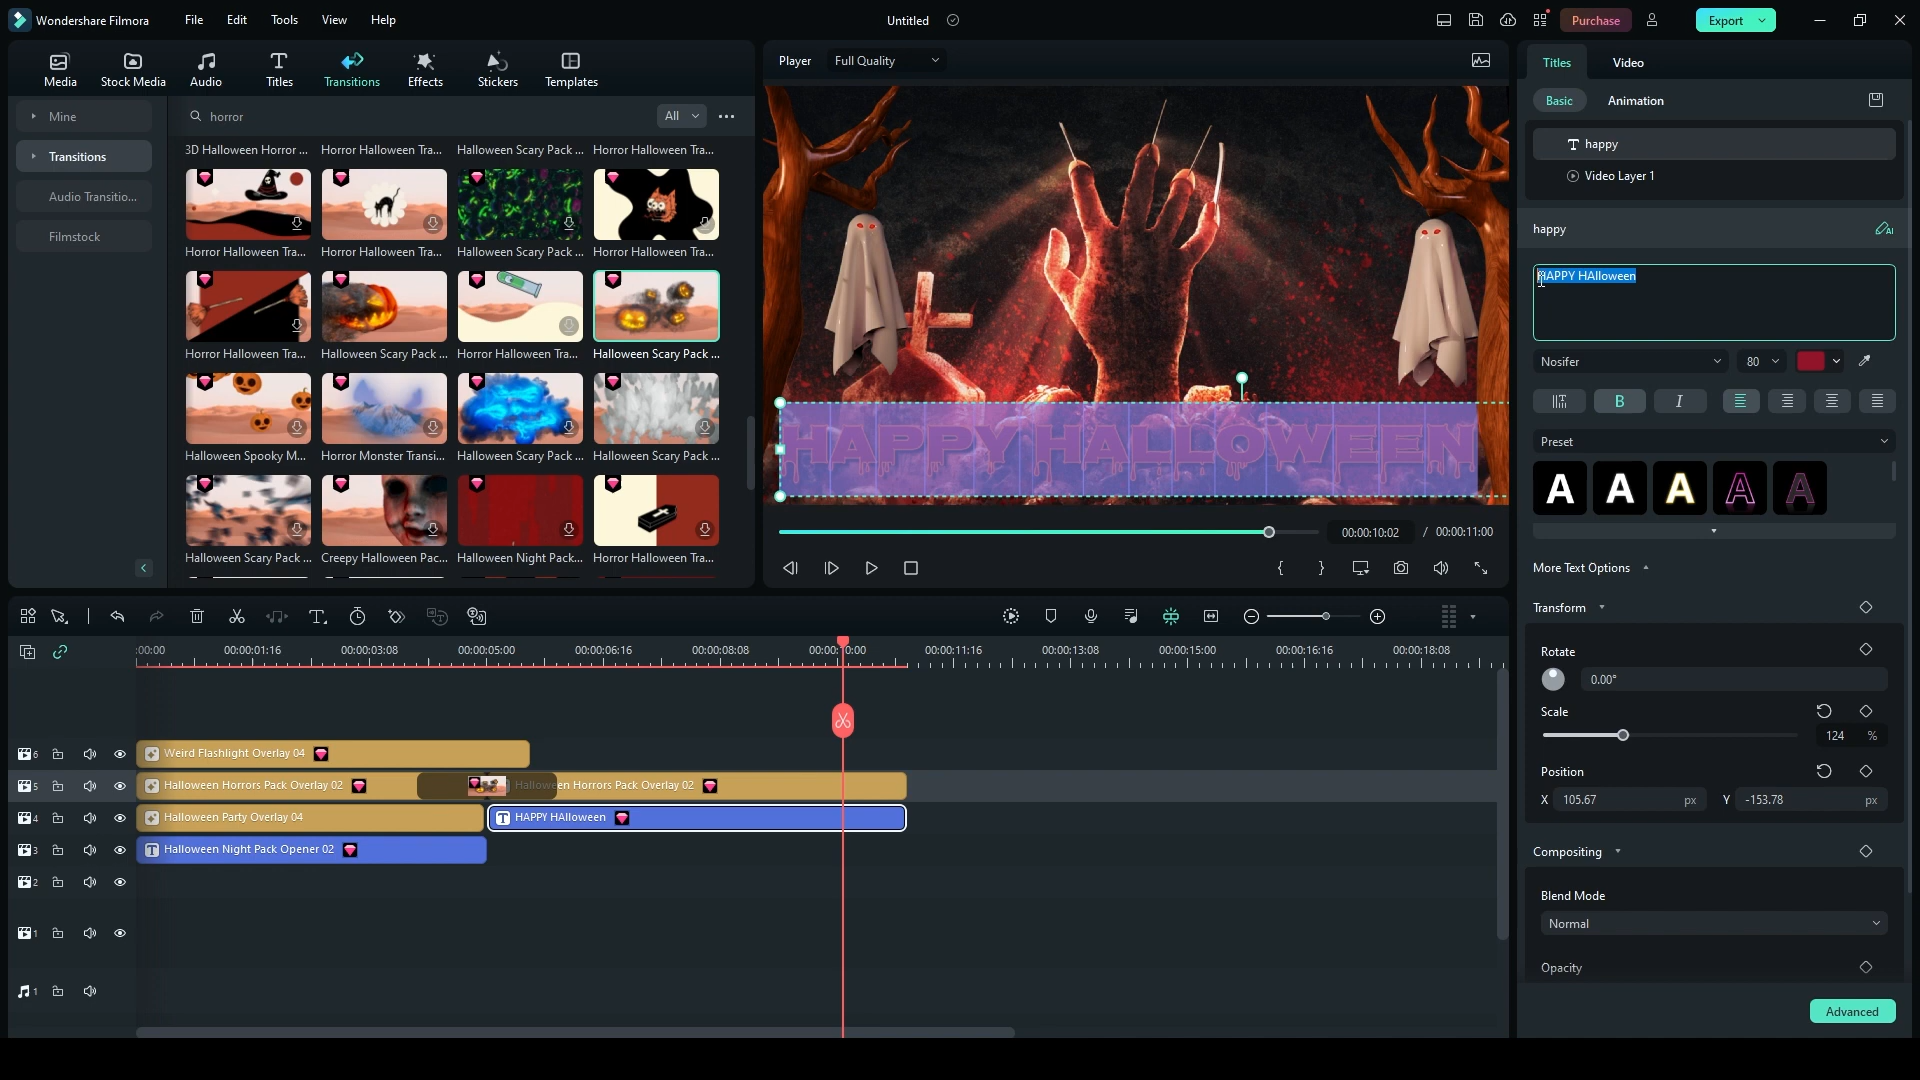 Wondershare Filmora
File Edit Tools View Help
Untitled
Purchase
Export
Media
Stock Media
Audio
Titles
Transitions
Effects
Stickers
Templates
Mine
Transitions
Audio Transitio...
Filmstock
horror
All
3D Halloween Horror ... Horror Halloween Tra... Halloween Scary Pack ... Horror Halloween Tra...
Horror Halloween Tra... Horror Halloween Tra... Halloween Scary Pack ... Horror Halloween Tra...
Horror Halloween Tra... Halloween Scary Pack ... Horror Halloween Tra... Halloween Scary Pack ...
Halloween Spooky M... Horror Monster Transi... Halloween Scary Pack ... Halloween Scary Pack ...
Halloween Scary Pack ... Creepy Halloween Pac... Halloween Night Pack... Horror Halloween Tra...
Player Full Quality
HAPPY HALLOWEEN
00:00:10:02 / 00:00:11:00
Titles Video
Basic Animation
happy
Video Layer 1
happy
HAPPY HAlloween
Nosifer 80
B I
Preset
A A A A A
More Text Options
Transform
Rotate
0.00°
Scale
124 %
Position
X 105.67 px Y -153.78 px
Compositing
Blend Mode
Normal
Opacity
Advanced
:00:00 00:00:01:16 00:00:03:08 00:00:05:00 00:00:06:16 00:00:08:08 00:00:11:16 00:00:13:08 00:00:15:00 00:00:16:16 00:00:18:08
6 Weird Flashlight Overlay 04
5 Halloween Horrors Pack Overlay 02 Halloween Horrors Pack Overlay 02
4 Halloween Party Overlay 04 HAPPY HAlloween
3 Halloween Night Pack Opener 02
2
1
1